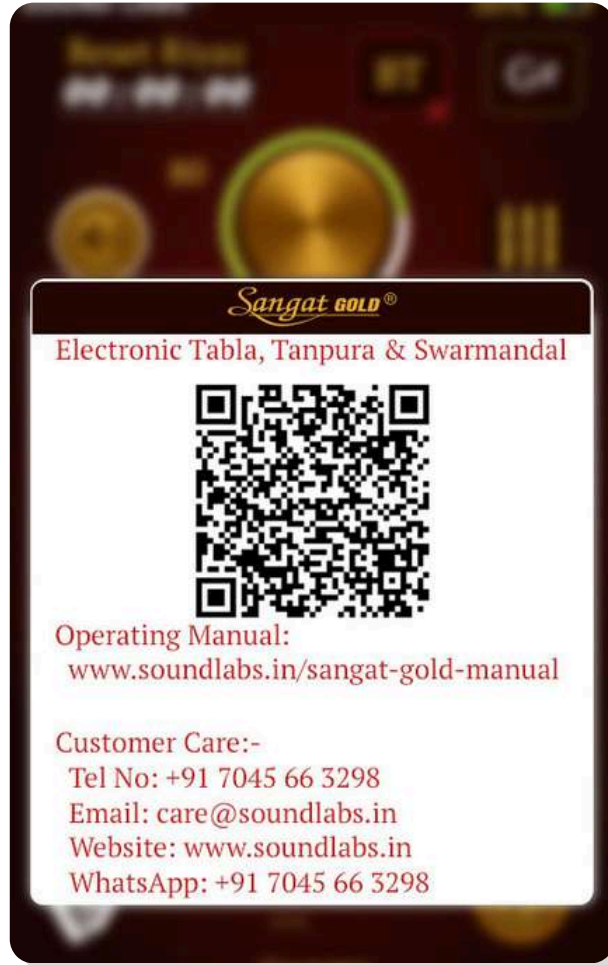 Sangat GOLD®
Electronic Tabla, Tanpura & Swarmandal
Operating Manual:
www.soundlabs.in/sangat-gold-manual
Customer Care:-
Tel No: +91 7045 66 3298
Email: care@soundlabs.in
Website: www.soundlabs.in
WhatsApp: +91 7045 66 3298